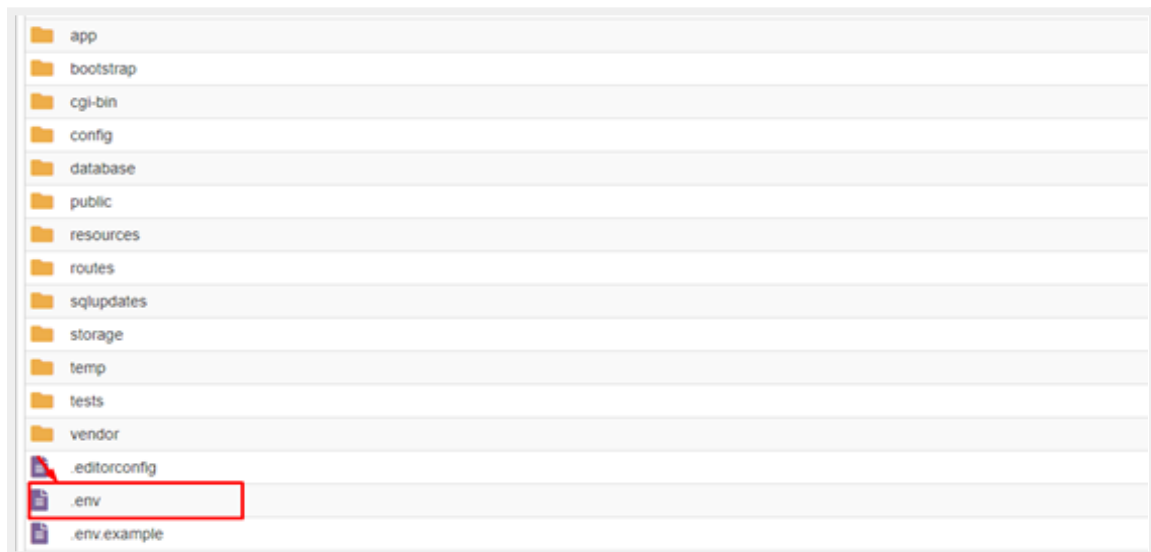 app
bootstrap
cgi-bin
config
database
public
resources
routes
sqlupdates
storage
temp
tests
vendor
.editorconfig
.env
.env.example